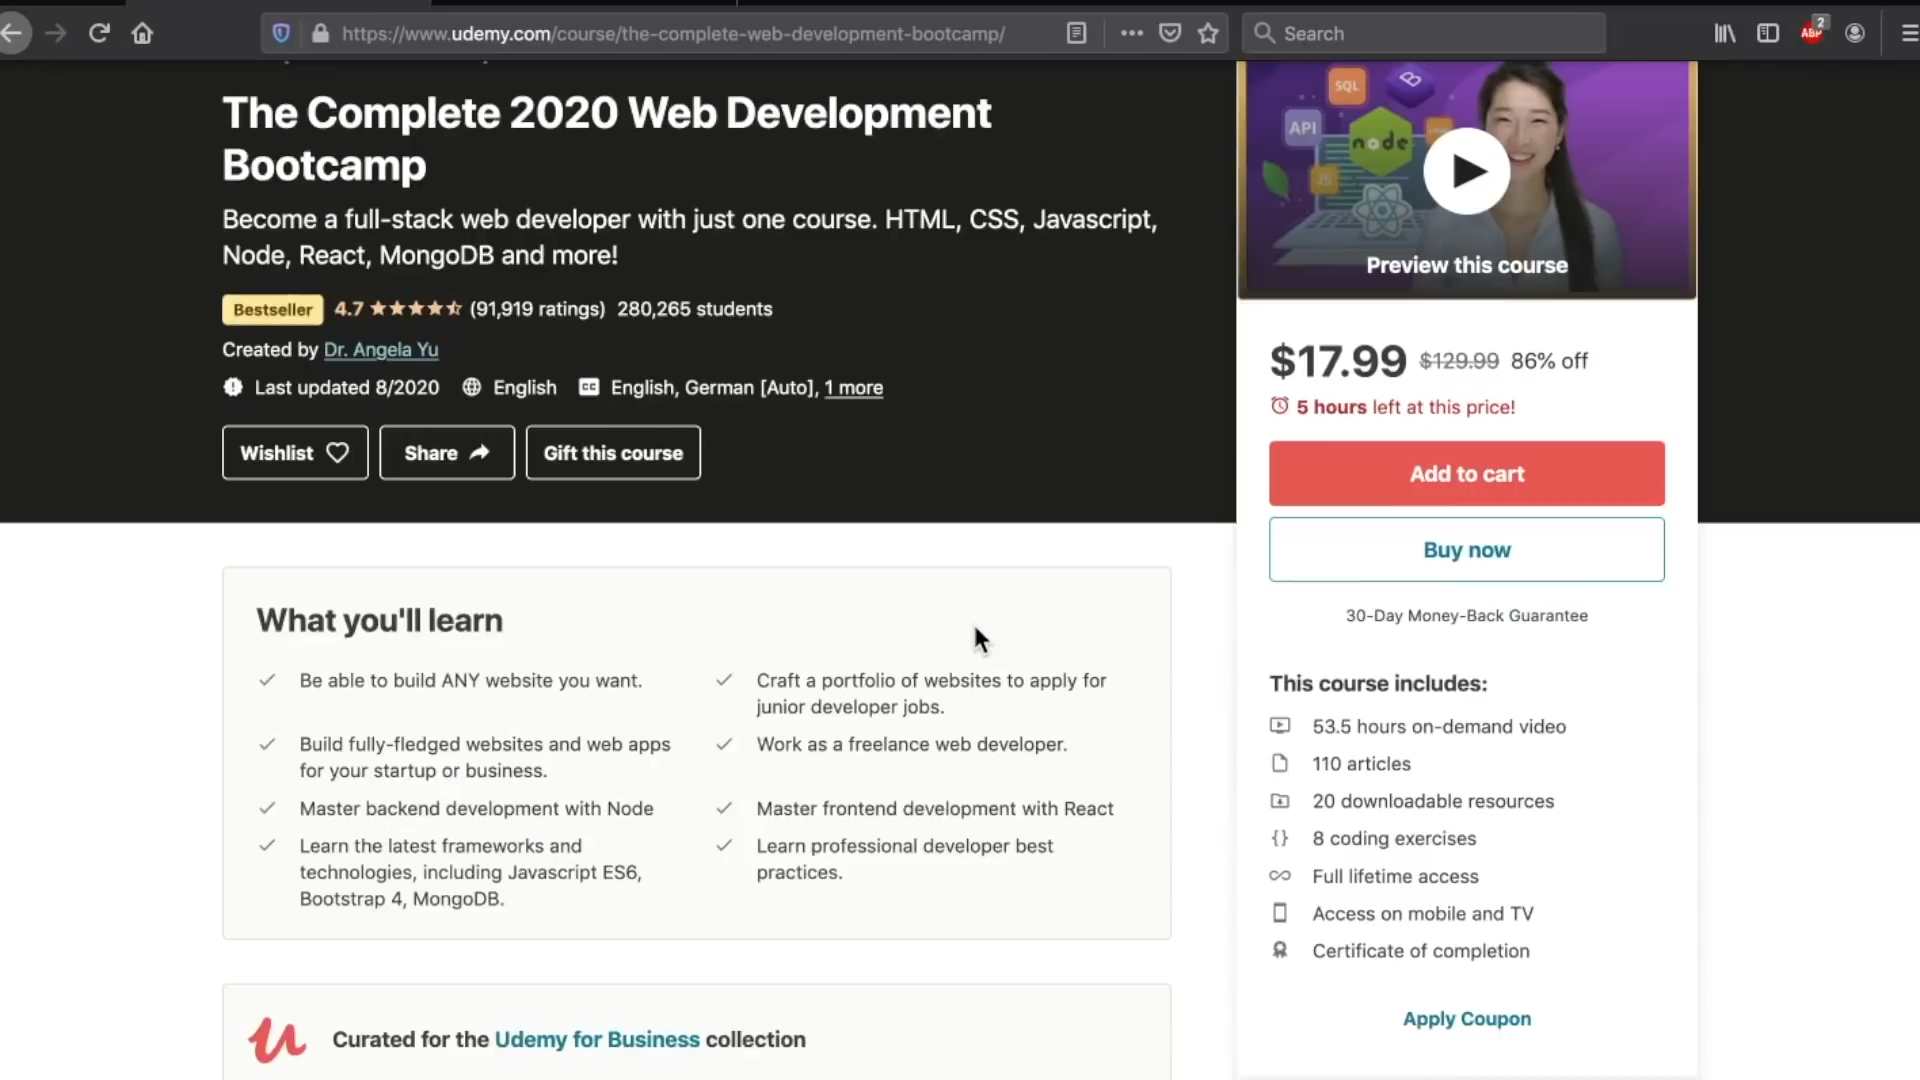 https://www.udemy.com/course/the-complete-web-development-bootcamp/
Search
2
ABP
The Complete 2020 Web Development
Bootcamp
Become a full-stack web developer with just one course. HTML, CSS, Javascript,
Node, React, MongoDB and more!
Bestseller 4.7 (91,919 ratings) 280,265 students
Created by Dr. Angela Yu
Last updated 8/2020 English CC English, German [Auto], 1 more
Wishlist Share Gift this course
SQL
API
node
JS
Preview this course
$17.99 $129.99 86% off
5 hours left at this price!
Add to cart
Buy now
30-Day Money-Back Guarantee
This course includes:
53.5 hours on-demand video
110 articles
20 downloadable resources
{} 8 coding exercises
Full lifetime access
Access on mobile and TV
Certificate of completion
Apply Coupon
What you'll learn
Be able to build ANY website you want.
Craft a portfolio of websites to apply for
junior developer jobs.
Build fully-fledged websites and web apps
for your startup or business.
Work as a freelance web developer.
Master backend development with Node
Master frontend development with React
Learn the latest frameworks and
technologies, including Javascript ES6,
Bootstrap 4, MongoDB.
Learn professional developer best
practices.
Curated for the Udemy for Business collection